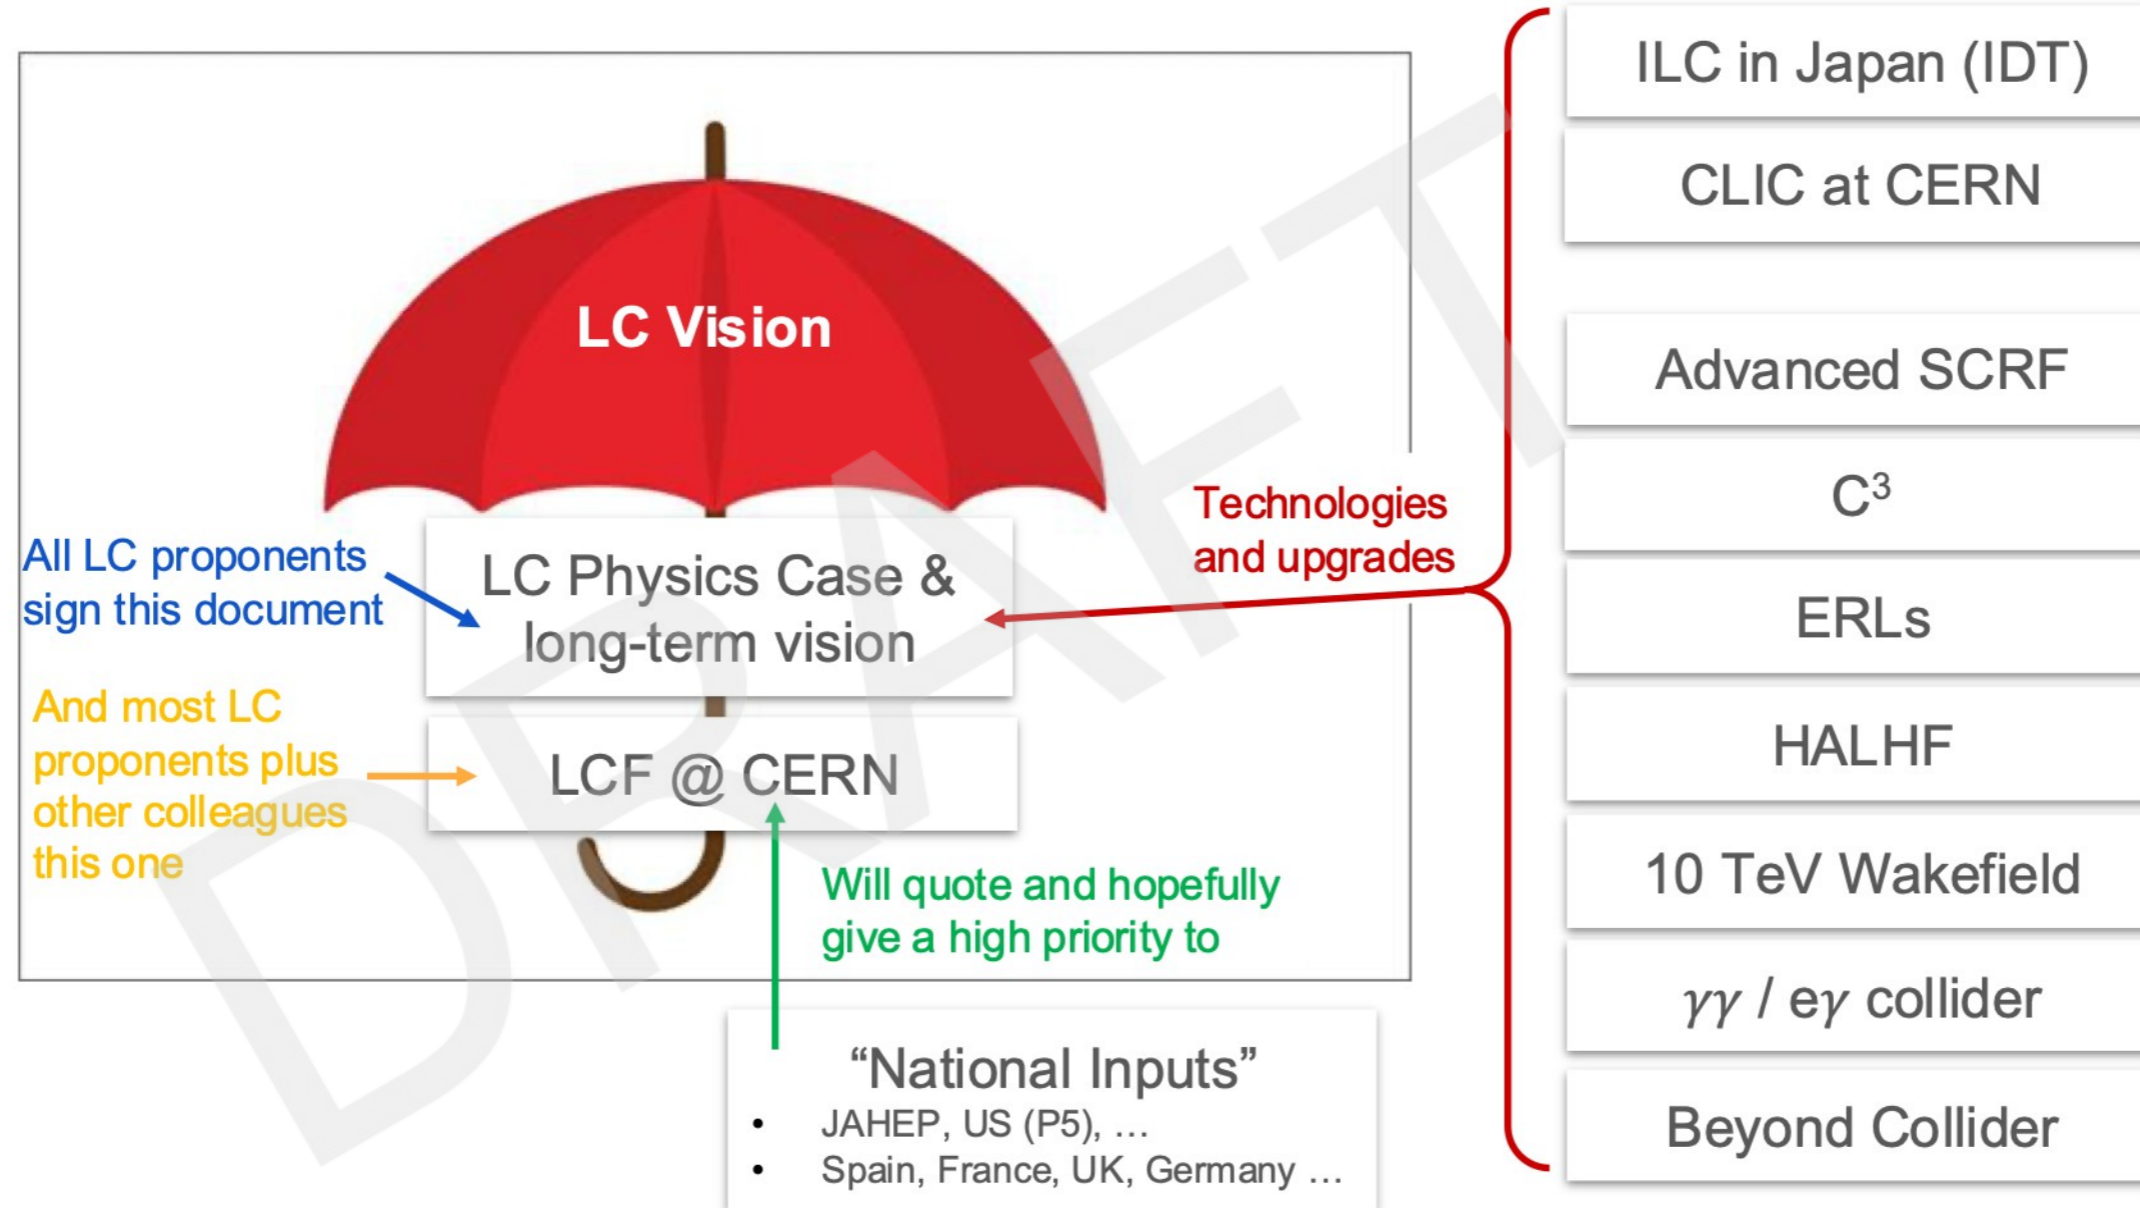 LC Vision
All LC proponents
sign this document
LC Physics Case &
long-term vision
Technologies
and upgrades
And most LC
proponents plus
other colleagues
this one
LCF @ CERN
Will quote and hopefully
give a high priority to
“National Inputs”
• JAHEP, US (P5), …
• Spain, France, UK, Germany …
ILC in Japan (IDT)
CLIC at CERN
Advanced SCRF
C³
ERLs
HALHF
10 TeV Wakefield
γγ / eγ collider
Beyond Collider
DRAFT